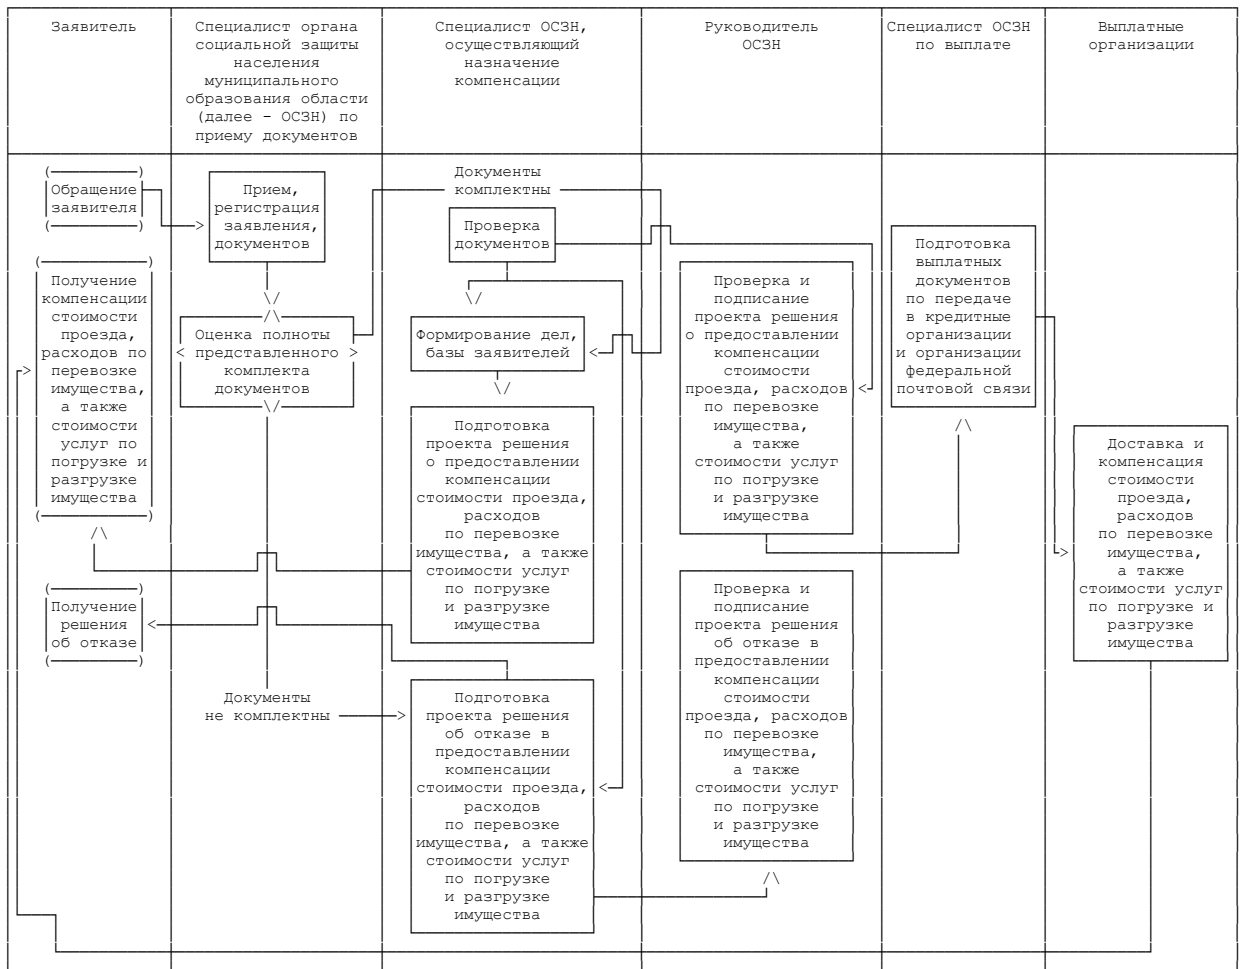 Заявитель
Специалист органа
социальной защиты
населения
муниципального
образования области
(далее - ОСЗН) по
приему документов
Специалист ОСЗН,
осуществляющий
назначение
компенсации
Руководитель
ОСЗН
Специалист ОСЗН
по выплате
Выплатные
организации
Обращение
заявителя
Прием,
регистрация
заявления,
документов
Документы
комплектны
Проверка
документов
Подготовка
выплатных
документов
по передаче
в кредитные
организации
и организации
федеральной
почтовой связи
Получение
компенсации
стоимости
проезда,
расходов по
перевозке
имущества,
а также
стоимости
услуг по
погрузке и
разгрузке
имущества
Оценка полноты
представленного
комплекта
документов
Формирование дел,
базы заявителей
Проверка и
подписание
проекта решения
о предоставлении
компенсации
стоимости
проезда, расходов
по перевозке
имущества,
а также
стоимости услуг
по погрузке
и разгрузке
имущества
Подготовка
проекта решения
о предоставлении
компенсации
стоимости проезда,
расходов
по перевозке
имущества, а также
стоимости услуг
по погрузке
и разгрузке
имущества
Доставка и
компенсация
стоимости
проезда,
расходов
по перевозке
имущества,
а также
стоимости услуг
по погрузке и
разгрузке
имущества
Получение
решения
об отказе
Проверка и
подписание
проекта решения
об отказе в
предоставлении
компенсации
стоимости
проезда, расходов
по перевозке
имущества,
а также
стоимости услуг
по погрузке
и разгрузке
имущества
Документы
не комплектны
Подготовка
проекта решения
об отказе в
предоставлении
компенсации
стоимости проезда,
расходов
по перевозке
имущества, а также
стоимости услуг
по погрузке
и разгрузке
имущества